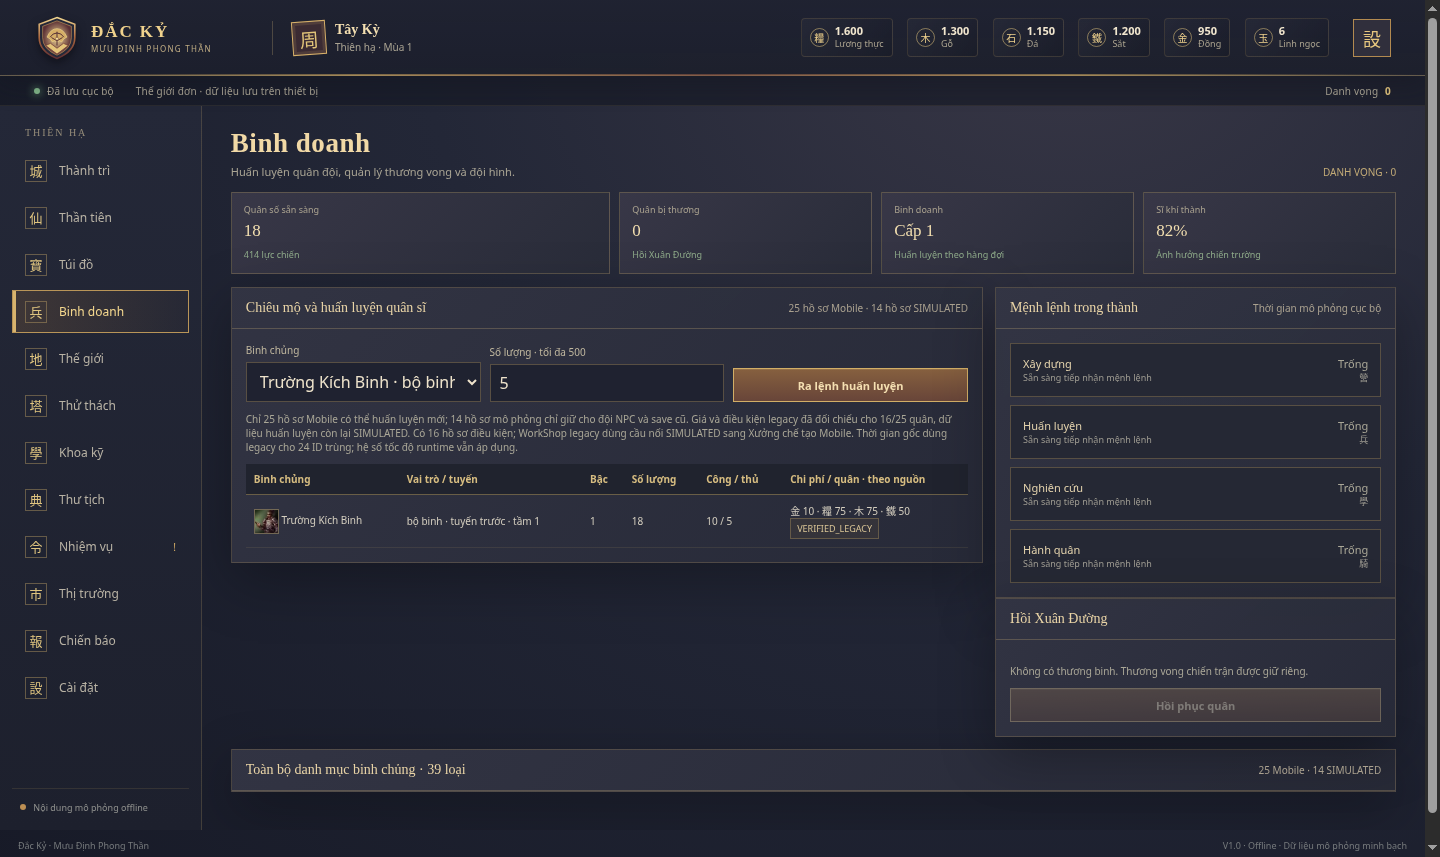 ĐẮC KỶ
MƯU ĐỊNH PHONG THẦN
周
Tây Kỳ
Thiên hạ · Mùa 1
糧 1.600 Lương thực
木 1.300 Gỗ
石 1.150 Đá
鐵 1.200 Sắt
金 950 Đồng
玉 6 Linh ngọc
設
Đã lưu cục bộ
Thế giới đơn · dữ liệu lưu trên thiết bị
Danh vọng 0
THIÊN HẠ
城 Thành trì
仙 Thần tiên
寶 Túi đồ
兵 Binh doanh
地 Thế giới
塔 Thử thách
學 Khoa kỹ
典 Thư tịch
令 Nhiệm vụ !
市 Thị trường
報 Chiến báo
設 Cài đặt
Nội dung mô phỏng offline
Binh doanh
Huấn luyện quân đội, quản lý thương vong và đội hình.
DANH VỌNG · 0
Quân số sẵn sàng
18
414 lực chiến
Quân bị thương
0
Hồi Xuân Đường
Binh doanh
Cấp 1
Huấn luyện theo hàng đợi
Sĩ khí thành
82%
Ảnh hưởng chiến trường
Chiêu mộ và huấn luyện quân sĩ
25 hồ sơ Mobile · 14 hồ sơ SIMULATED
Binh chủng
Trường Kích Binh · bộ binh
Số lượng · tối đa 500
5
Ra lệnh huấn luyện
Chỉ 25 hồ sơ Mobile có thể huấn luyện mới; 14 hồ sơ mô phỏng chỉ giữ cho đội NPC và save cũ. Giá và điều kiện legacy đã đối chiếu cho 16/25 quân, dữ
liệu huấn luyện còn lại SIMULATED. Có 16 hồ sơ điều kiện; WorkShop legacy dùng cầu nối SIMULATED sang Xưởng chế tạo Mobile. Thời gian gốc dùng
legacy cho 24 ID trùng; hệ số tốc độ runtime vẫn áp dụng.
Binh chủng Vai trò / tuyến Bậc Số lượng Công / thủ Chi phí / quân · theo nguồn
Trường Kích Binh bộ binh · tuyến trước · tầm 1 1 18 10 / 5 金 10 · 糧 75 · 木 75 · 鐵 50
VERIFIED_LEGACY
Mệnh lệnh trong thành
Thời gian mô phỏng cục bộ
Xây dựng Trống
Sẵn sàng tiếp nhận mệnh lệnh 營
Huấn luyện Trống
Sẵn sàng tiếp nhận mệnh lệnh 兵
Nghiên cứu Trống
Sẵn sàng tiếp nhận mệnh lệnh 學
Hành quân Trống
Sẵn sàng tiếp nhận mệnh lệnh 騎
Hồi Xuân Đường
Không có thương binh. Thương vong chiến trận được giữ riêng.
Hồi phục quân
Toàn bộ danh mục binh chủng · 39 loại
25 Mobile · 14 SIMULATED
Đắc Kỷ · Mưu Định Phong Thần
V1.0 · Offline · Dữ liệu mô phỏng minh bạch